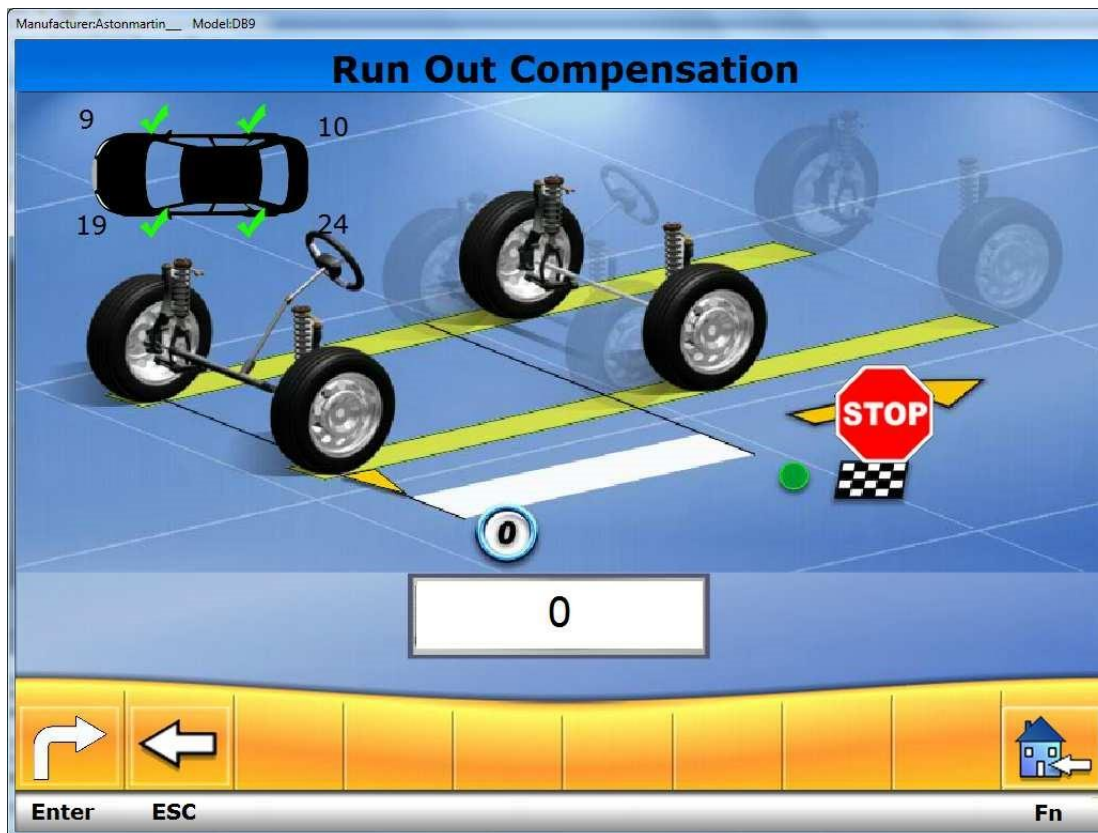 Manufacturer:Astonmartin__ Model:DB9
Run Out Compensation
9
10
19
24
STOP
0
0
Enter ESC Fn